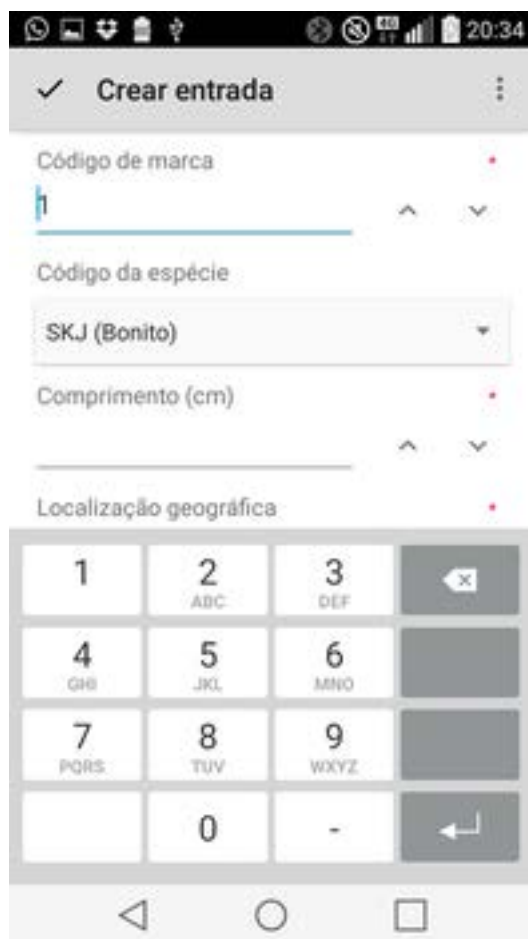 4G 20:34
Crear entrada
Código de marca *
1
Código da espécie
SKJ (Bonito)
Comprimento (cm) *
Localização geográfica *
1 2 3
ABC DEF
4 5 6
GHI JKL MNO
7 8 9
PQRS TUV WXYZ
0 -